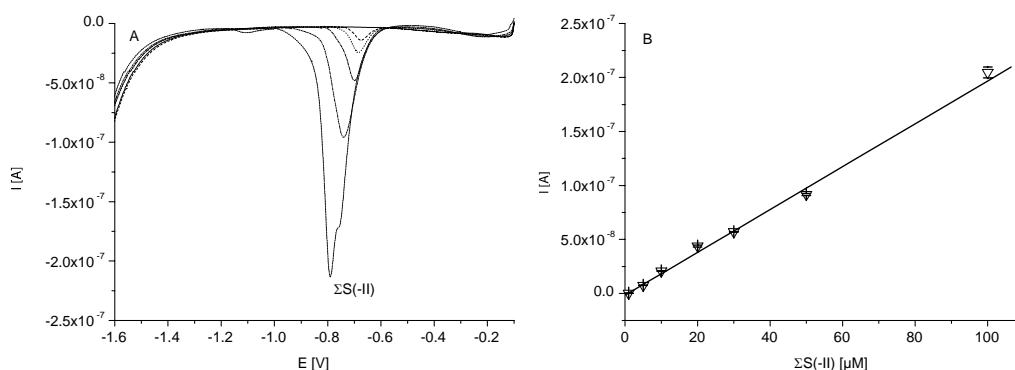 A
0.0
-5.0x10⁻⁸
-1.0x10⁻⁷
-1.5x10⁻⁷
-2.0x10⁻⁷
-2.5x10⁻⁷
I [A]
-1.6 -1.4 -1.2 -1.0 -0.8 -0.6 -0.4 -0.2
E [V]
ΣS(-II)
B
2.5x10⁻⁷
2.0x10⁻⁷
1.5x10⁻⁷
1.0x10⁻⁷
5.0x10⁻⁸
0.0
I [A]
0 20 40 60 80 100
ΣS(-II) [µM]